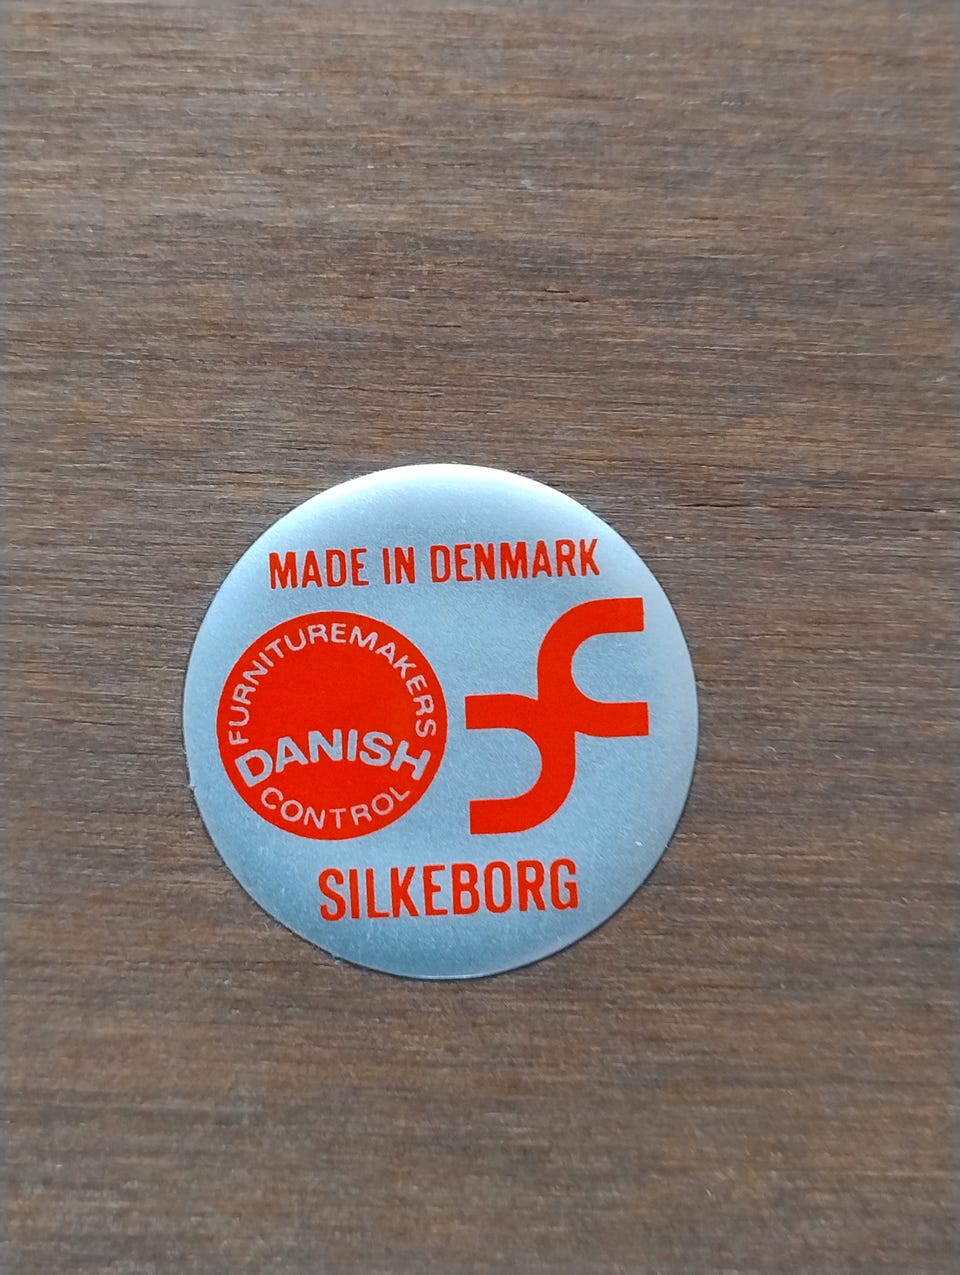 MADE IN DENMARK
FURNITUREMAKERS
DANISH
CONTROL
SILKEBORG